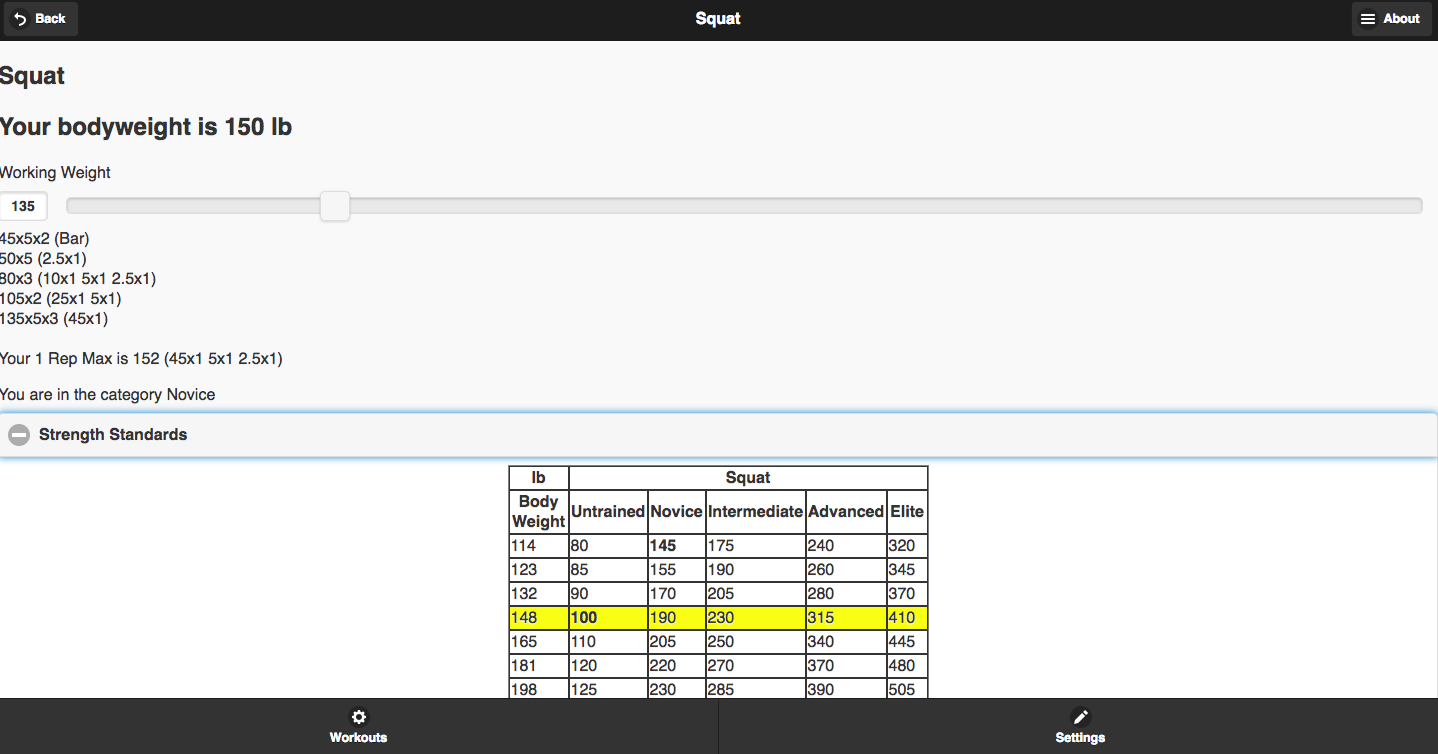 Back
Squat
About
Squat
Your bodyweight is 150 lb
Working Weight
135
45x5x2 (Bar)
50x5 (2.5x1)
80x3 (10x1 5x1 2.5x1)
105x2 (25x1 5x1)
135x5x3 (45x1)
Your 1 Rep Max is 152 (45x1 5x1 2.5x1)
You are in the category Novice
Strength Standards
lb Squat
Body Weight Untrained Novice Intermediate Advanced Elite
114 80 145 175 240 320
123 85 155 190 260 345
132 90 170 205 280 370
148 100 190 230 315 410
165 110 205 250 340 445
181 120 220 270 370 480
198 125 230 285 390 505
Workouts
Settings